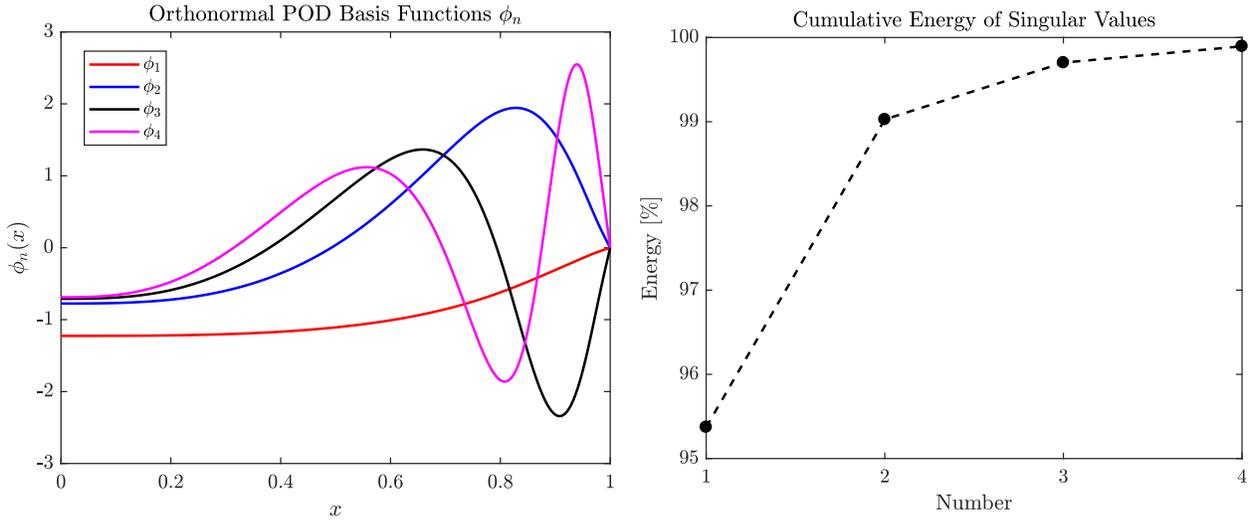 Orthonormal POD Basis Functions ϕₙ
3
2
1
0
-1
-2
-3
ϕₙ(x)
ϕ₁
ϕ₂
ϕ₃
ϕ₄
0 0.2 0.4 0.6 0.8 1
x
Cumulative Energy of Singular Values
100
99
98
97
96
95
Energy [%]
1 2 3 4
Number